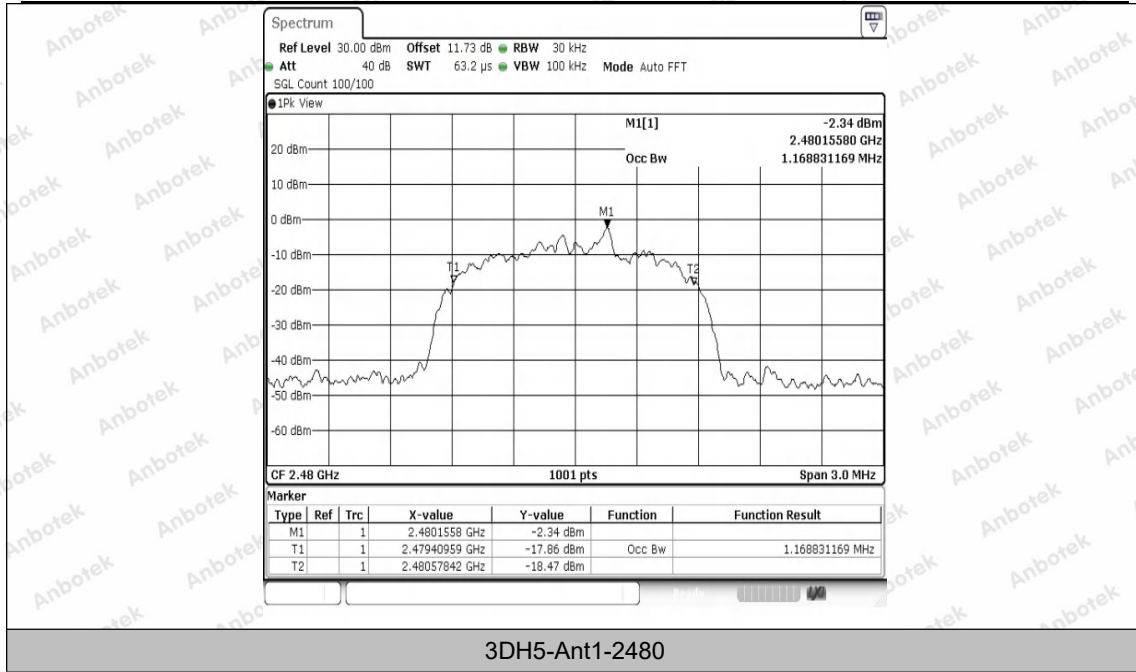 Spectrum
Ref Level 30.00 dBm Offset 11.73 dB RBW 30 kHz
Att 40 dB SWT 63.2 µs VBW 100 kHz Mode Auto FFT
SGL Count 100/100
1Pk View
M1[1] -2.34 dBm
2.48015580 GHz
Occ Bw 1.168831169 MHz
20 dBm
10 dBm
M1
0 dBm
-10 dBm
T1 T2
-20 dBm
-30 dBm
-40 dBm
-50 dBm
-60 dBm
CF 2.48 GHz 1001 pts Span 3.0 MHz
Marker
Type Ref Trc X-value Y-value Function Function Result
M1 1 2.4801558 GHz -2.34 dBm
T1 1 2.47940959 GHz -17.86 dBm Occ Bw 1.168831169 MHz
T2 1 2.48057842 GHz -18.47 dBm
Ready
3DH5-Ant1-2480
Anbotek